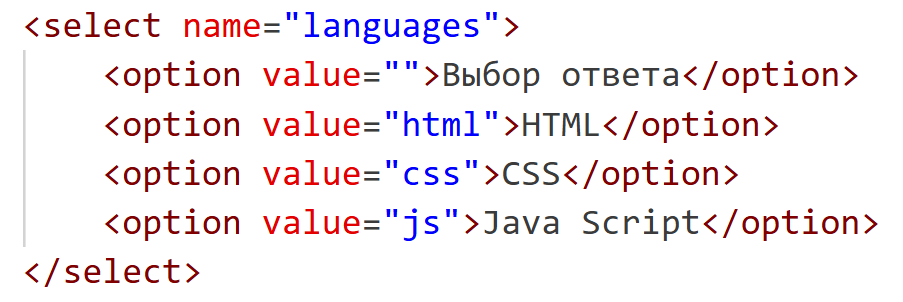 <select name="languages">
<option value="">Выбор ответа</option>
<option value="html">HTML</option>
<option value="css">CSS</option>
<option value="js">Java Script</option>
</select>